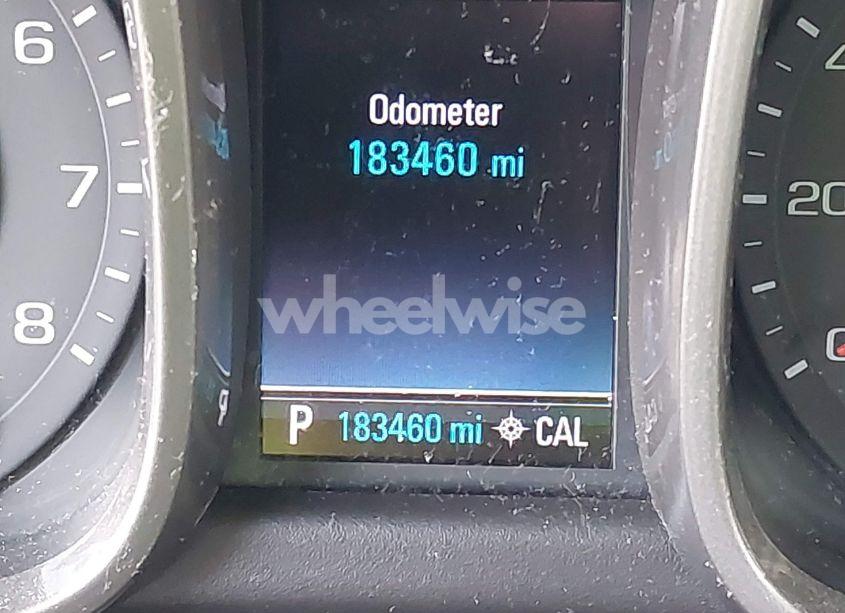 6
7
8
Odometer
183460 mi
wheelwise
P 183460 mi CAL
20